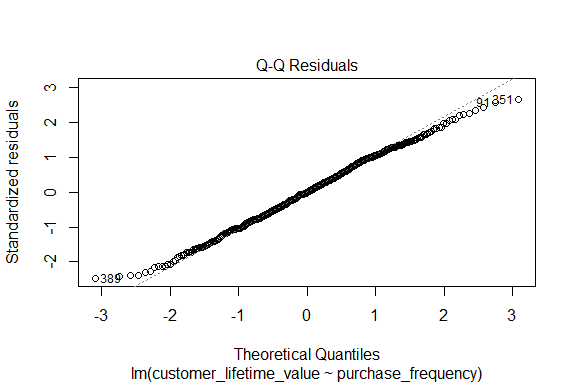 Q-Q Residuals
Standardized residuals
3
2
1
0
-1
-2
91
351
389
-3 -2 -1 0 1 2 3
Theoretical Quantiles
lm(customer_lifetime_value ~ purchase_frequency)